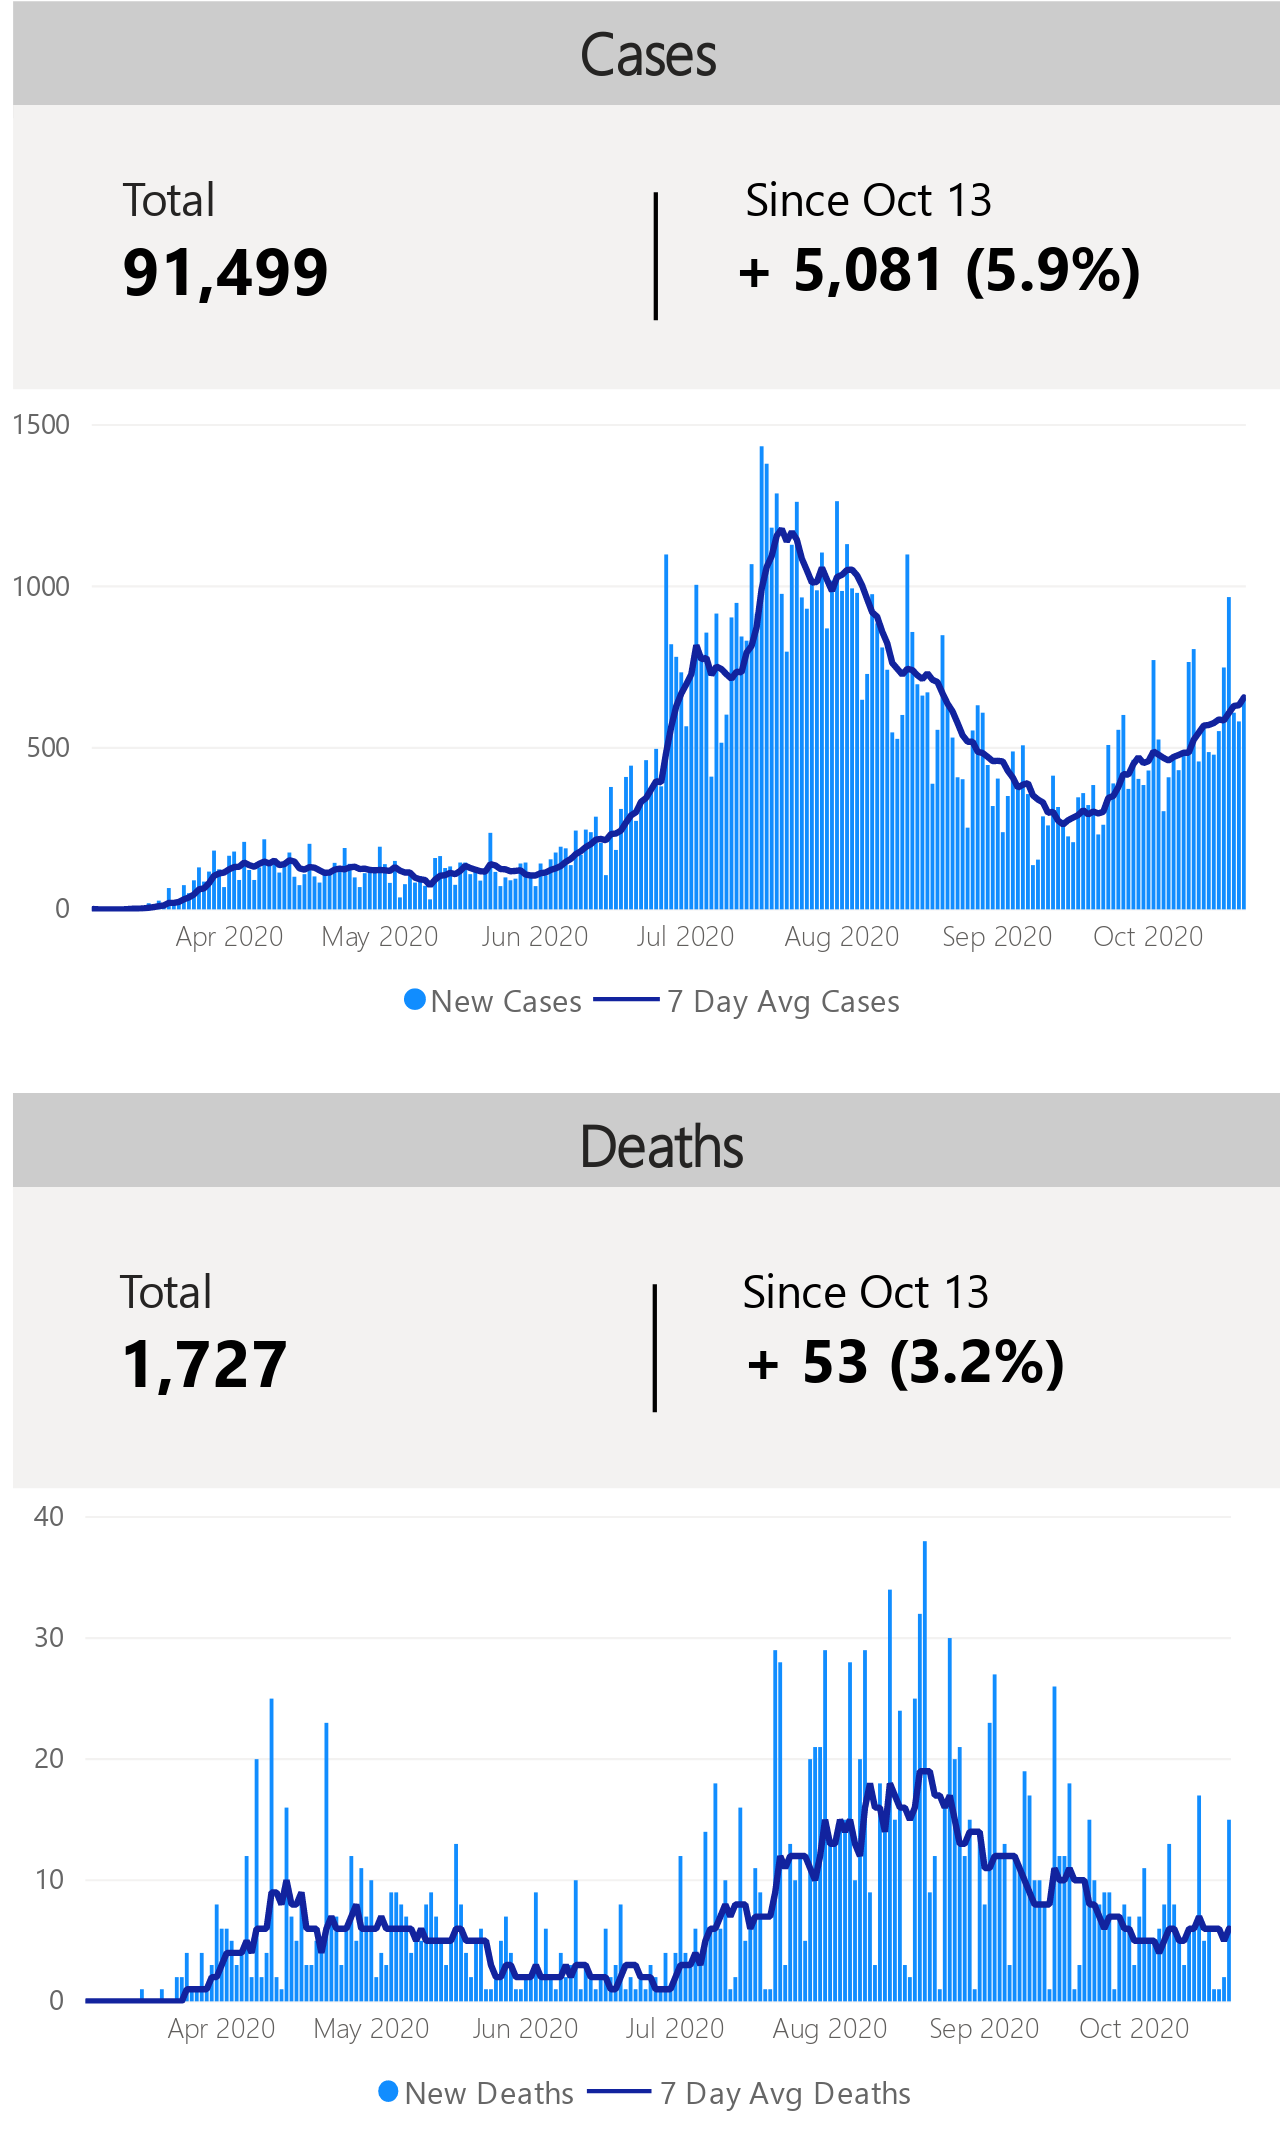 Cases
Total
Since Oct 13
91,499
+ 5,081 (5.9%)
1500
1000
500
0
Apr 2020 May 2020 Jun 2020 Jul 2020 Aug 2020 Sep 2020 Oct 2020
New Cases 7 Day Avg Cases
Deaths
Total
Since Oct 13
1,727
+ 53 (3.2%)
40
30
20
10
0
Apr 2020 May 2020 Jun 2020 Jul 2020 Aug 2020 Sep 2020 Oct 2020
New Deaths 7 Day Avg Deaths